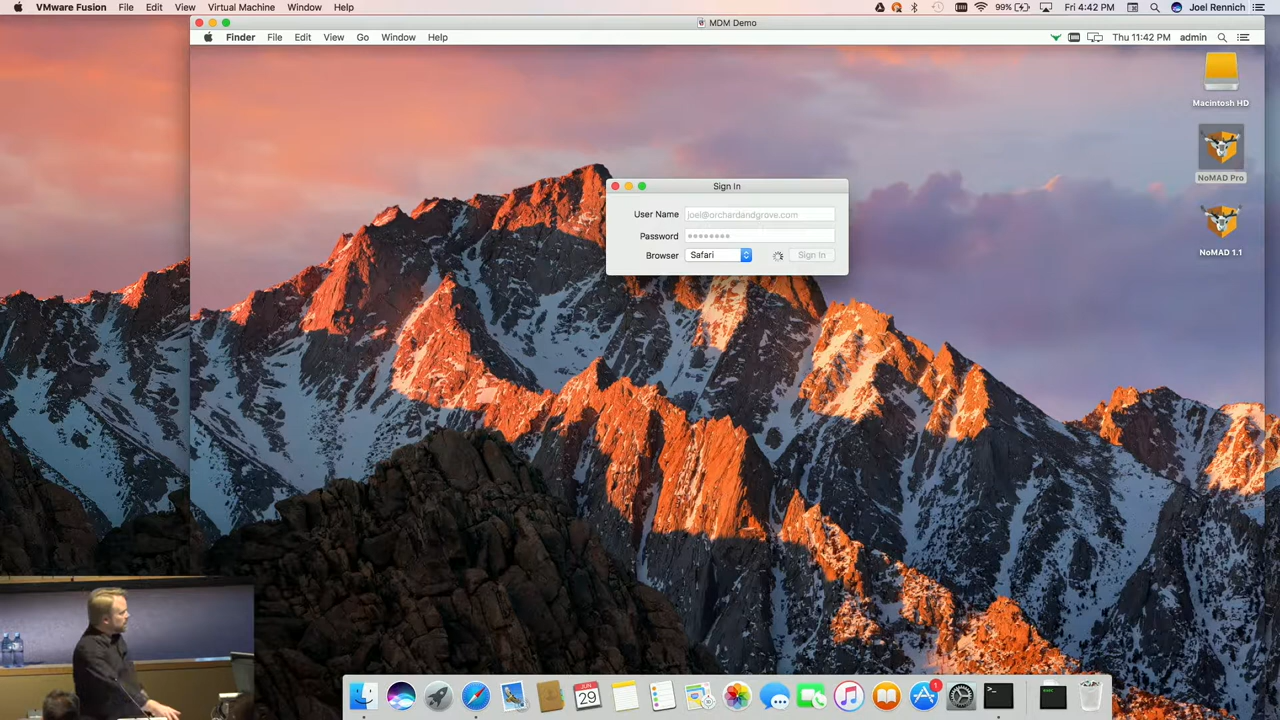 VMware Fusion File Edit View Virtual Machine Window Help 99% Fri 4:42 PM Joel Rennich
MDM Demo
Finder File Edit View Go Window Help Thu 11:42 PM admin
Macintosh HD
NoMAD Pro
NoMAD 1.1
Sign In
User Name joel@orchardandgrove.com
Password
Browser Safari Sign In
JUN
29
1